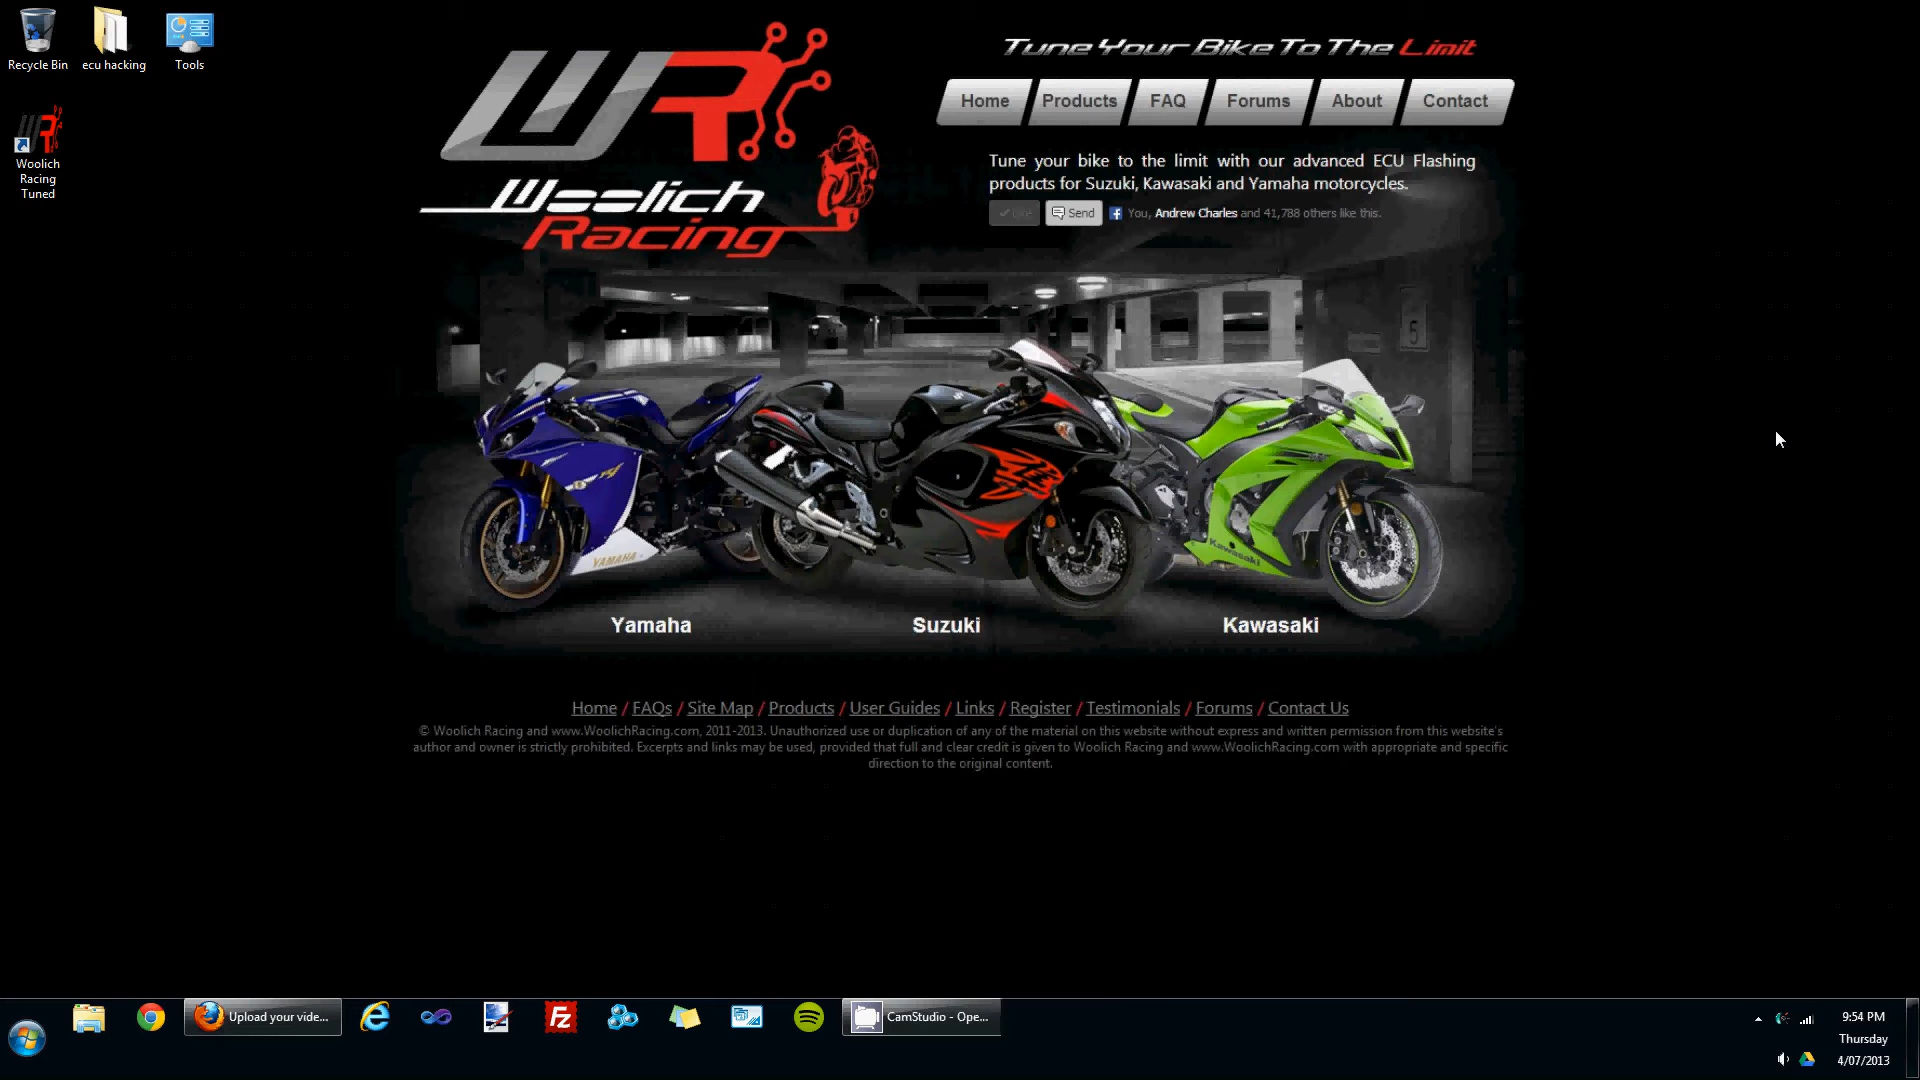 Recycle Bin
ecu hacking
Tools
Woolich
Racing
Tuned
WR
Woolich
Racing
Tune Your Bike To The Limit
Home
Products
FAQ
Forums
About
Contact
Tune your bike to the limit with our advanced ECU Flashing
products for Suzuki, Kawasaki and Yamaha motorcycles.
Like
Send
You, Andrew Charles and 41,788 others like this.
5
YAMAHA
Kawasaki
Yamaha
Suzuki
Kawasaki
Home / FAQs / Site Map / Products / User Guides / Links / Register / Testimonials / Forums / Contact Us
© Woolich Racing and www.WoolichRacing.com, 2011-2013. Unauthorized use or duplication of any of the material on this website without express and written permission from this website's
author and owner is strictly prohibited. Excerpts and links may be used, provided that full and clear credit is given to Woolich Racing and www.WoolichRacing.com with appropriate and specific
direction to the original content.
Upload your vide...
Fz
CamStudio - Ope...
9:54 PM
Thursday
4/07/2013